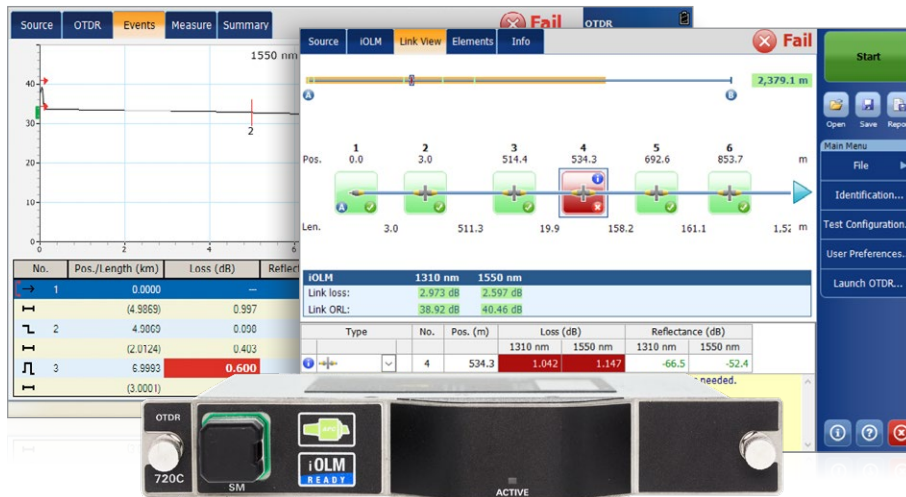 Source OTDR Events Measure Summary
Fail
OTDR
1550 nm
40
30
20
10
0
0 2 4 6
2
No. Pos./Length (km) Loss (dB)
1 0.0000 ---
(4.9869) 0.997
2 4.9869 0.098
(2.0124) 0.403
3 6.9993 0.600
(3.0001)
Source iOLM Link View Elements Info
Fail
2,379.1 m
A B
1 2 3 4 5 6
Pos. 0.0 3.0 514.4 534.3 692.6 853.7 m
A
Len. 3.0 511.3 19.9 158.2 161.1 m
iOLM 1310 nm 1550 nm
Link loss: 2.973 dB 2.597 dB
Link ORL: 38.92 dB 40.46 dB
Type No. Pos. (m) Loss (dB) Reflectance (dB)
1310 nm 1550 nm 1310 nm 1550 nm
4 534.3 1.042 1.147 -66.5 -52.4
needed.
Start
Open Save
Main Menu
File
Identification...
Test Configuration.
User Preferences.
Launch OTDR...
OTDR
720C
SM
APC
iOLM
READY
ACTIVE